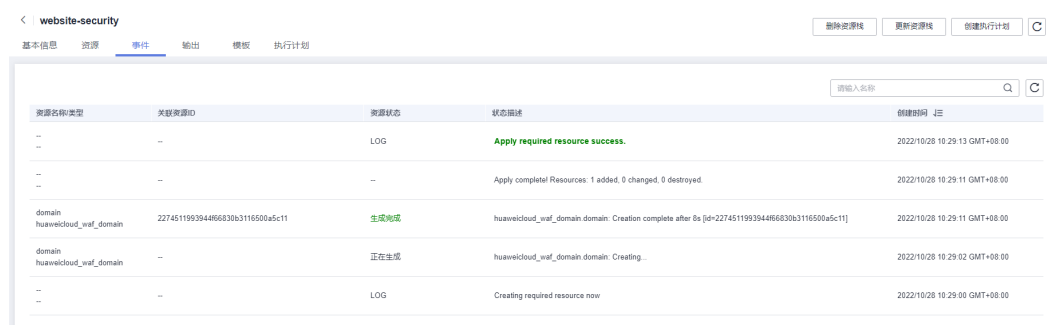 website-security
删除资源栈 更新资源栈 创建执行计划
基本信息 资源 事件 输出 模板 执行计划
请输入名称
资源名称/类型 关联资源ID 资源状态 状态描述 创建时间
-- -- LOG Apply required resource success. 2022/10/28 10:29:13 GMT+08:00
--
-- -- -- Apply complete! Resources: 1 added, 0 changed, 0 destroyed. 2022/10/28 10:29:11 GMT+08:00
--
domain
huaweicloud_waf_domain 2274511993944f66830b3116500a5c11 生成完成 huaweicloud_waf_domain.domain: Creation complete after 8s [id=2274511993944f66830b3116500a5c11] 2022/10/28 10:29:11 GMT+08:00
domain
huaweicloud_waf_domain -- 正在生成 huaweicloud_waf_domain.domain: Creating... 2022/10/28 10:29:02 GMT+08:00
-- -- LOG Creating required resource now 2022/10/28 10:29:00 GMT+08:00
--